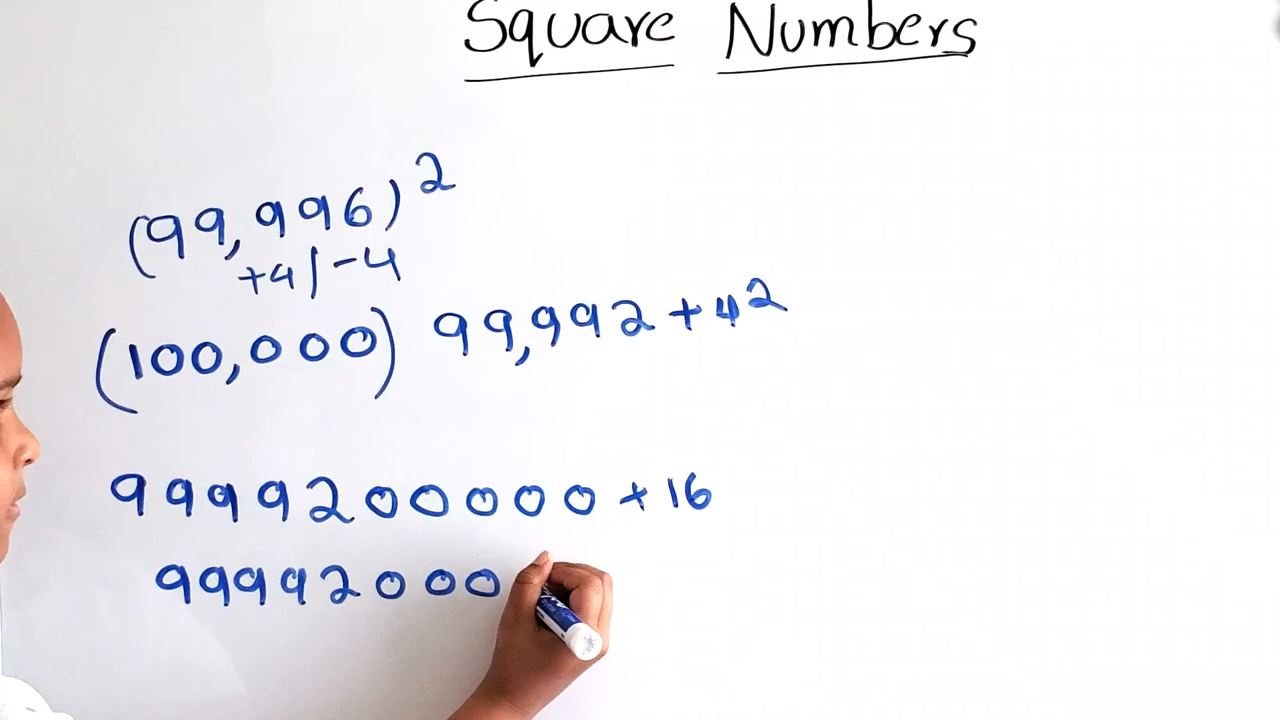 Square Numbers
(99,996)²
+4/-4
(100,000) 99,992 + 4²
9999200000 + 16
99992000